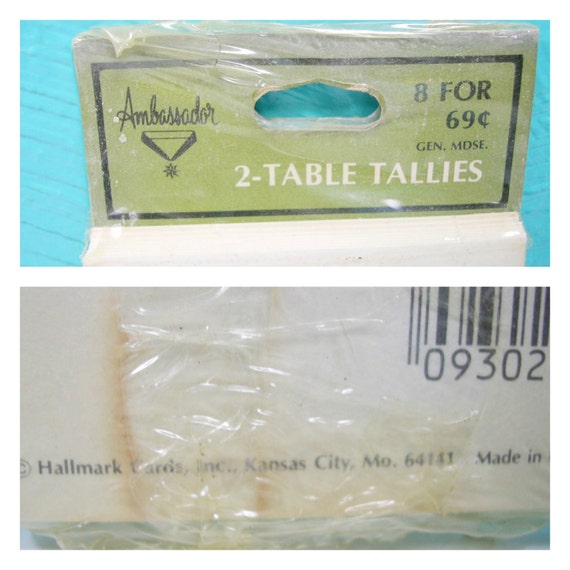 Ambassador
8 FOR
69¢
GEN. MDSE.
2-TABLE TALLIES
09302
© Hallmark Cards, Inc., Kansas City, Mo. 64141 Made in